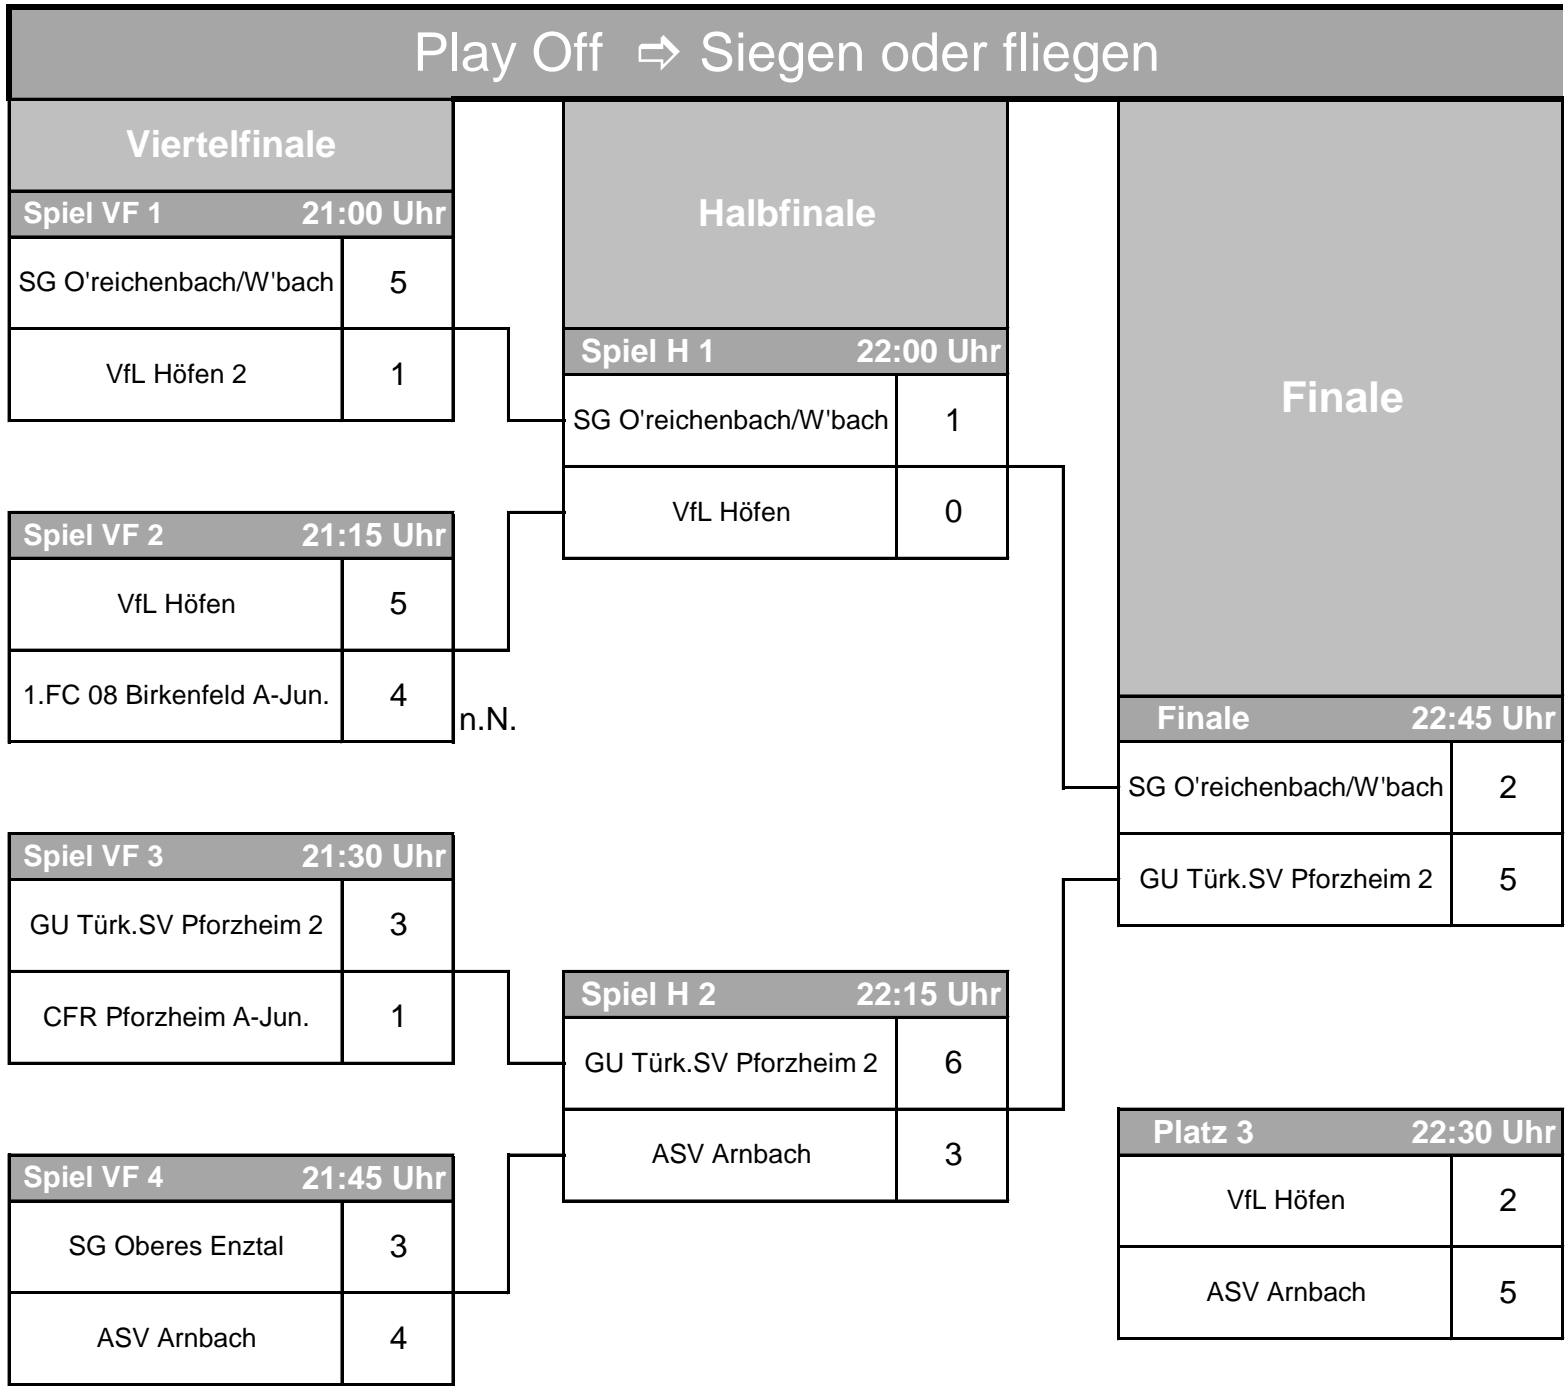 Play Off ⇨ Siegen oder fliegen
Viertelfinale
Spiel VF 1 21:00 Uhr
SG O'reichenbach/W'bach 5
VfL Höfen 2 1
Spiel VF 2 21:15 Uhr
VfL Höfen 5
1.FC 08 Birkenfeld A-Jun. 4
n.N.
Spiel VF 3 21:30 Uhr
GU Türk.SV Pforzheim 2 3
CFR Pforzheim A-Jun. 1
Spiel VF 4 21:45 Uhr
SG Oberes Enztal 3
ASV Arnbach 4
Halbfinale
Spiel H 1 22:00 Uhr
SG O'reichenbach/W'bach 1
VfL Höfen 0
Spiel H 2 22:15 Uhr
GU Türk.SV Pforzheim 2 6
ASV Arnbach 3
Finale
Finale 22:45 Uhr
SG O'reichenbach/W'bach 2
GU Türk.SV Pforzheim 2 5
Platz 3 22:30 Uhr
VfL Höfen 2
ASV Arnbach 5